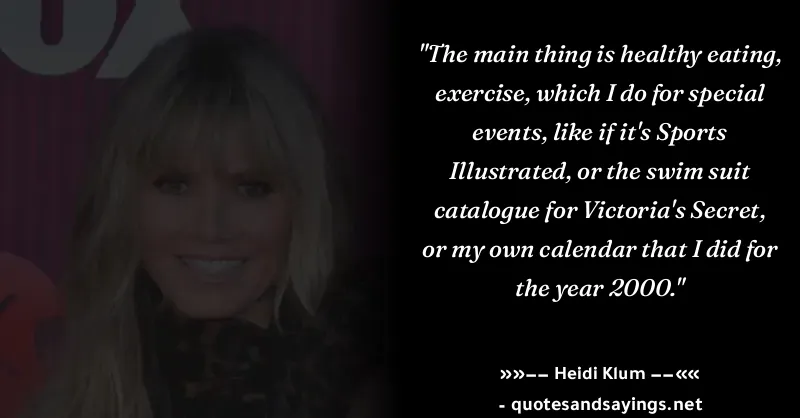 "The main thing is healthy eating,
exercise, which I do for special
events, like if it's Sports
Illustrated, or the swim suit
catalogue for Victoria's Secret,
or my own calendar that I did for
the year 2000."
»»–– Heidi Klum ––««
- quotesandsayings.net